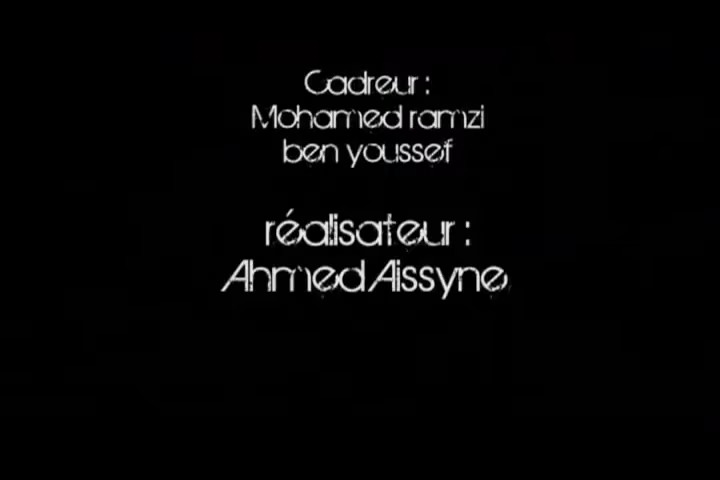 Cadreur :
Mohamed ramzi
ben youssef
réalisateur :
Ahmed Aissyne